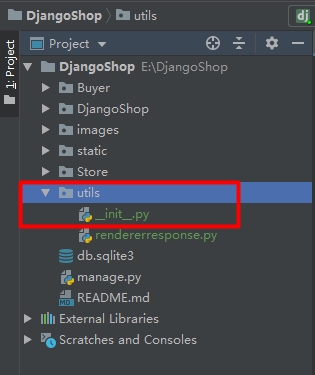 DjangoShop utils dj
1: Project
Project
DjangoShop E:\DjangoShop
Buyer
DjangoShop
images
static
Store
utils
__init__.py
rendererresponse.py
db.sqlite3
manage.py
README.md
External Libraries
Scratches and Consoles